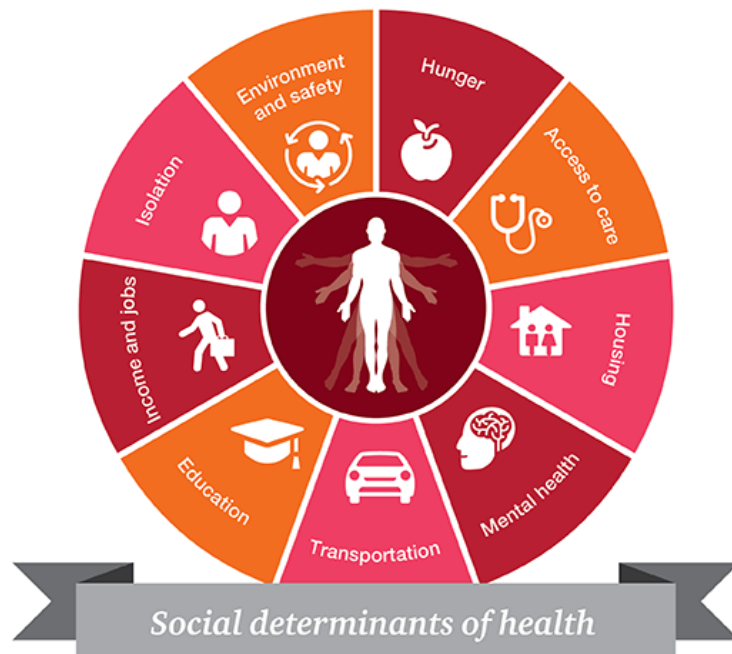 Environment
and safety
Hunger
Access to care
Housing
Mental health
Transportation
Education
Income and jobs
Isolation
Social determinants of health